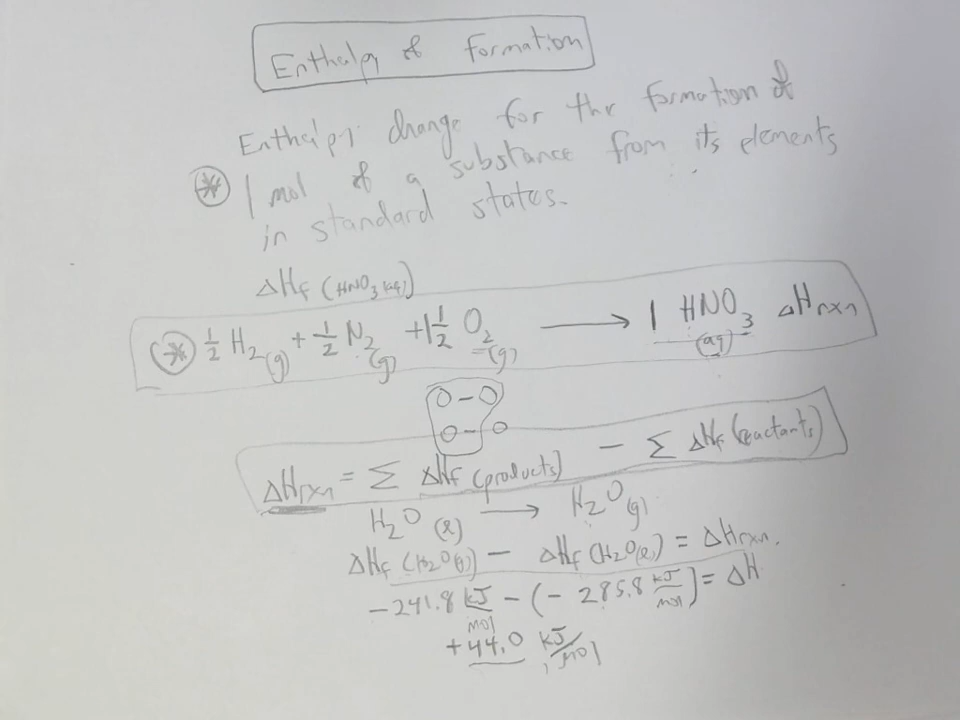 Enthalpy of formation
Enthalpy change for the formation of
⊛ 1 mol of a substance from its elements
in standard states.
ΔHf (HNO3 (aq))
⊛ ½ H2(g) + ½ N2(g) + 1½ O2(g) ⟶ 1 HNO3(aq) ΔHrxn
O-O
O-O
ΔHrxn = Σ ΔHf (products) - Σ ΔHf (reactants)
H2O (l) ⟶ H2O(g)
ΔHf (H2O(g)) - ΔHf (H2O(l)) = ΔHrxn.
-241.8 kJ/mol - (-285.8 kJ/mol) = ΔH
+44.0 kJ/mol